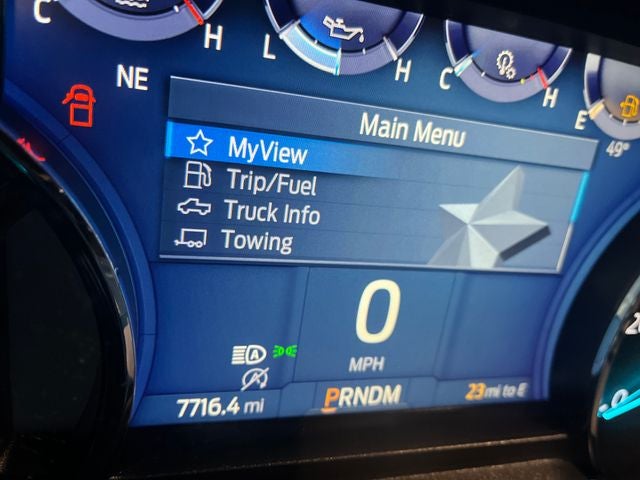 C
H
L
H
C
H
E
49°
NE
Main Menu
MyView
Trip/Fuel
Truck Info
Towing
0
MPH
A
A
7716.4 mi
PRNDM
23 mi to E
0